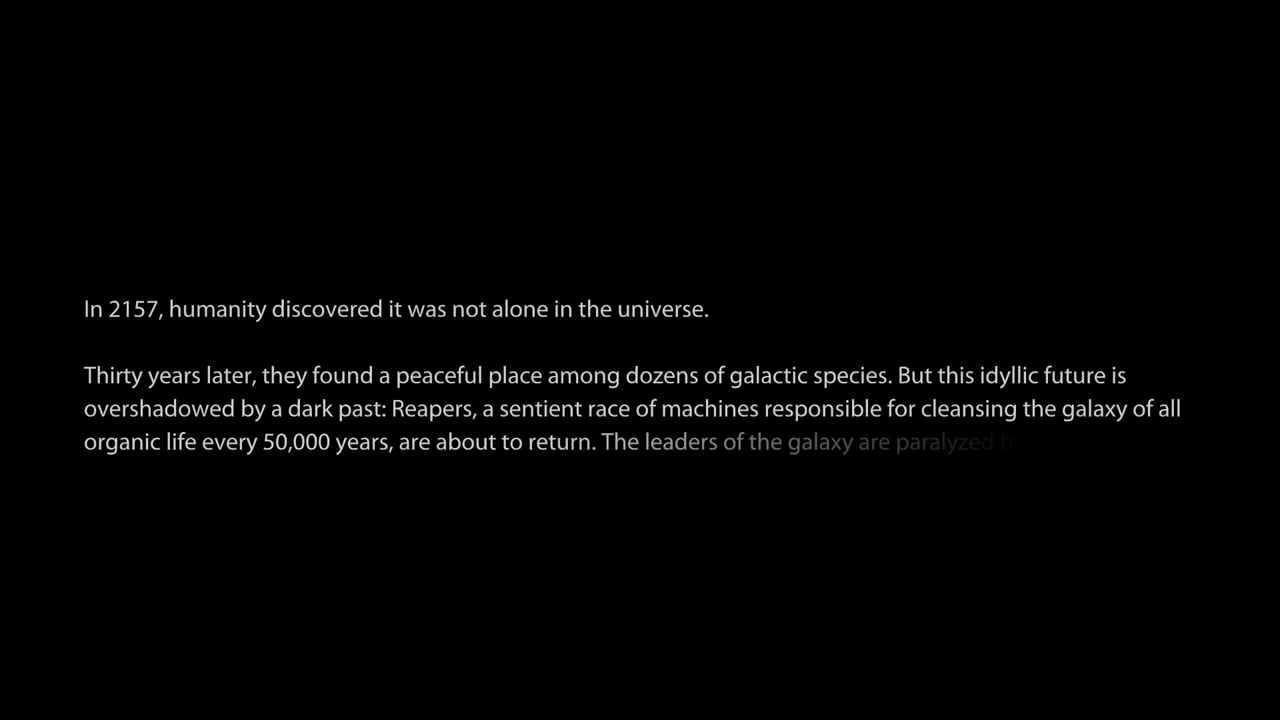 In 2157, humanity discovered it was not alone in the universe.
Thirty years later, they found a peaceful place among dozens of galactic species. But this idyllic future is
overshadowed by a dark past: Reapers, a sentient race of machines responsible for cleansing the galaxy of all
organic life every 50,000 years, are about to return. The leaders of the galaxy are paralyzed